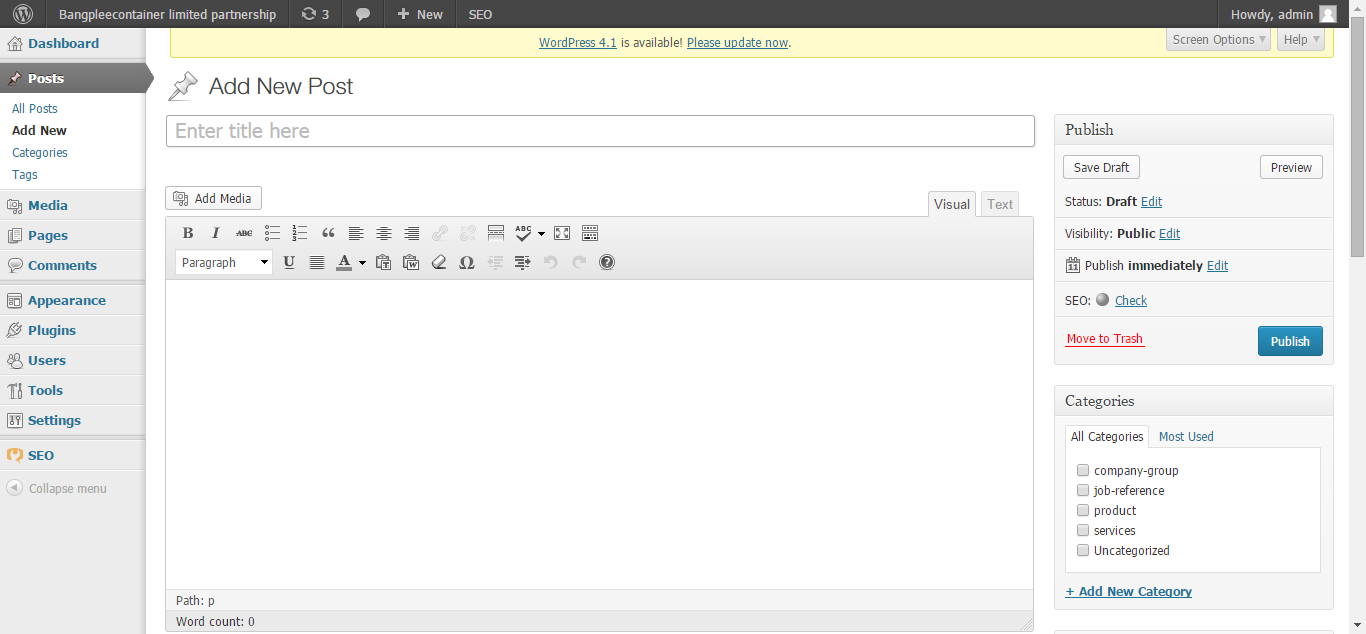 Bangpleecontainer limited partnership 3 New SEO Howdy, admin
WordPress 4.1 is available! Please update now.
Screen Options Help
Dashboard
Posts
All Posts
Add New
Categories
Tags
Media
Pages
Comments
Appearance
Plugins
Users
Tools
Settings
SEO
Collapse menu
Add New Post
Enter title here
Add Media
Visual Text
B I ABC ABC
Paragraph U A
Path: p
Word count: 0
Publish
Save Draft Preview
Status: Draft Edit
Visibility: Public Edit
11 Publish immediately Edit
SEO: Check
Move to Trash Publish
Categories
All Categories Most Used
company-group
job-reference
product
services
Uncategorized
+ Add New Category